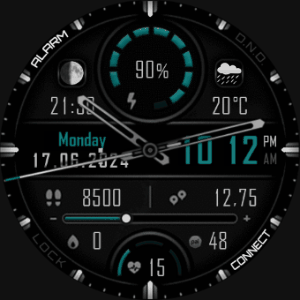 ALARM
DND
90%
21:30
20°C
Monday
17.06.2024
10 12 PM
AM
8500
12.75
- +
0
48
LOCK
15
CONNECT